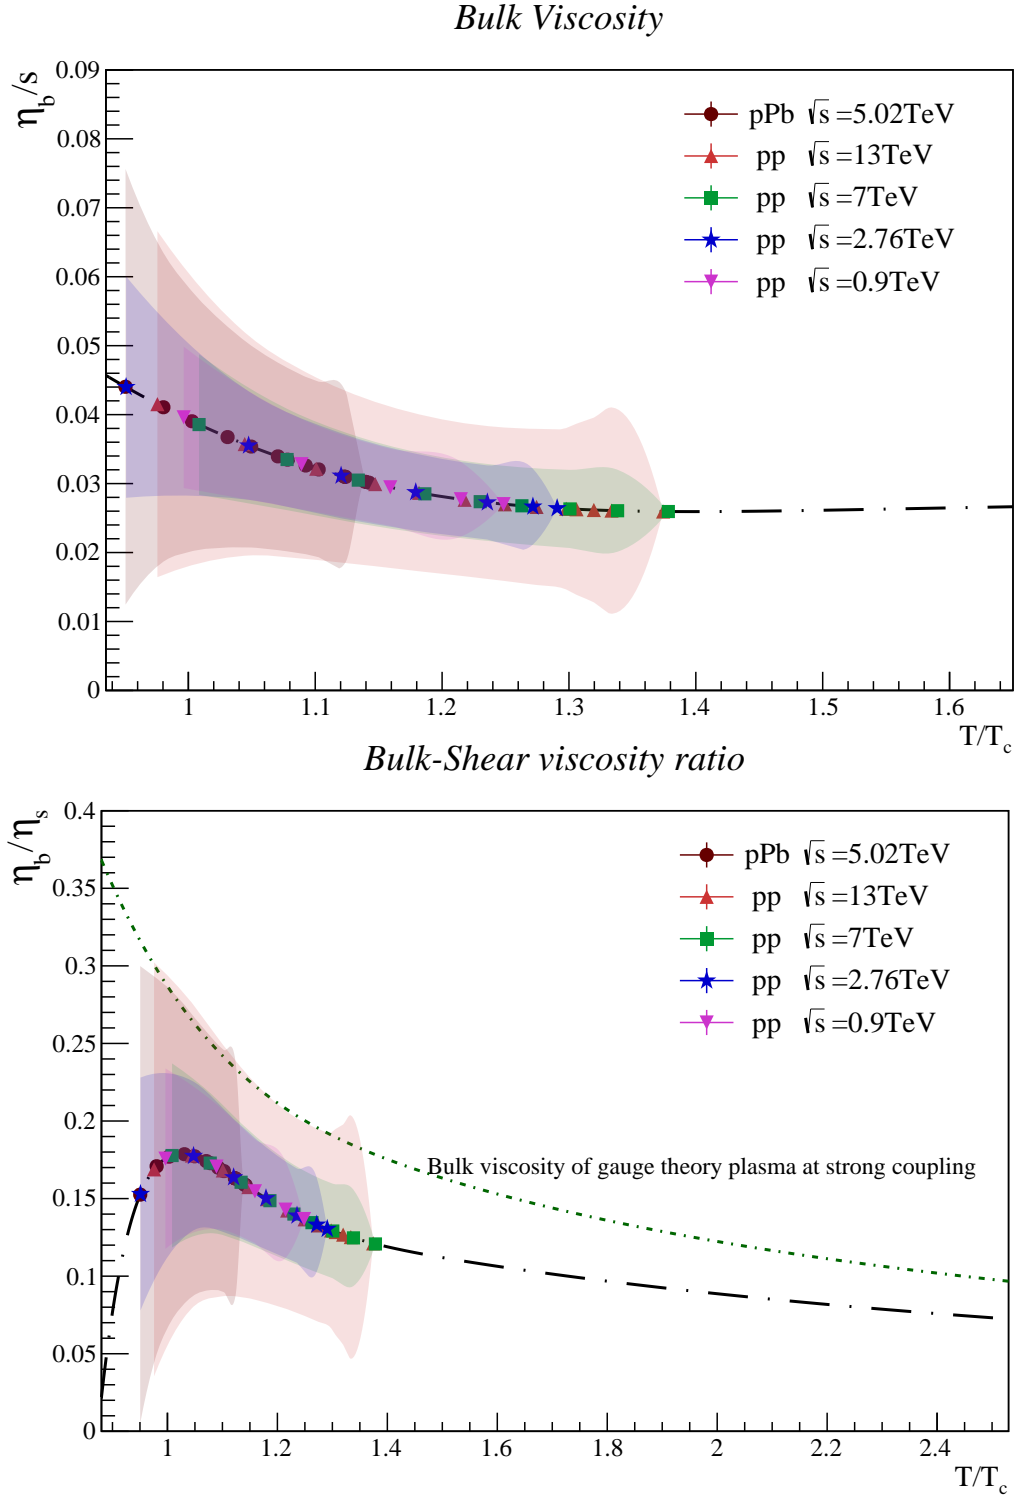 Bulk Viscosity
η_b/s
0.09
0.08
0.07
0.06
0.05
0.04
0.03
0.02
0.01
0
pPb √s =5.02TeV
pp √s =13TeV
pp √s =7TeV
pp √s =2.76TeV
pp √s =0.9TeV
1 1.1 1.2 1.3 1.4 1.5 1.6
T/T_c
Bulk-Shear viscosity ratio
η_b/η_s
0.4
0.35
0.3
0.25
0.2
0.15
0.1
0.05
0
pPb √s =5.02TeV
pp √s =13TeV
pp √s =7TeV
pp √s =2.76TeV
pp √s =0.9TeV
Bulk viscosity of gauge theory plasma at strong coupling
1 1.2 1.4 1.6 1.8 2 2.2 2.4
T/T_c